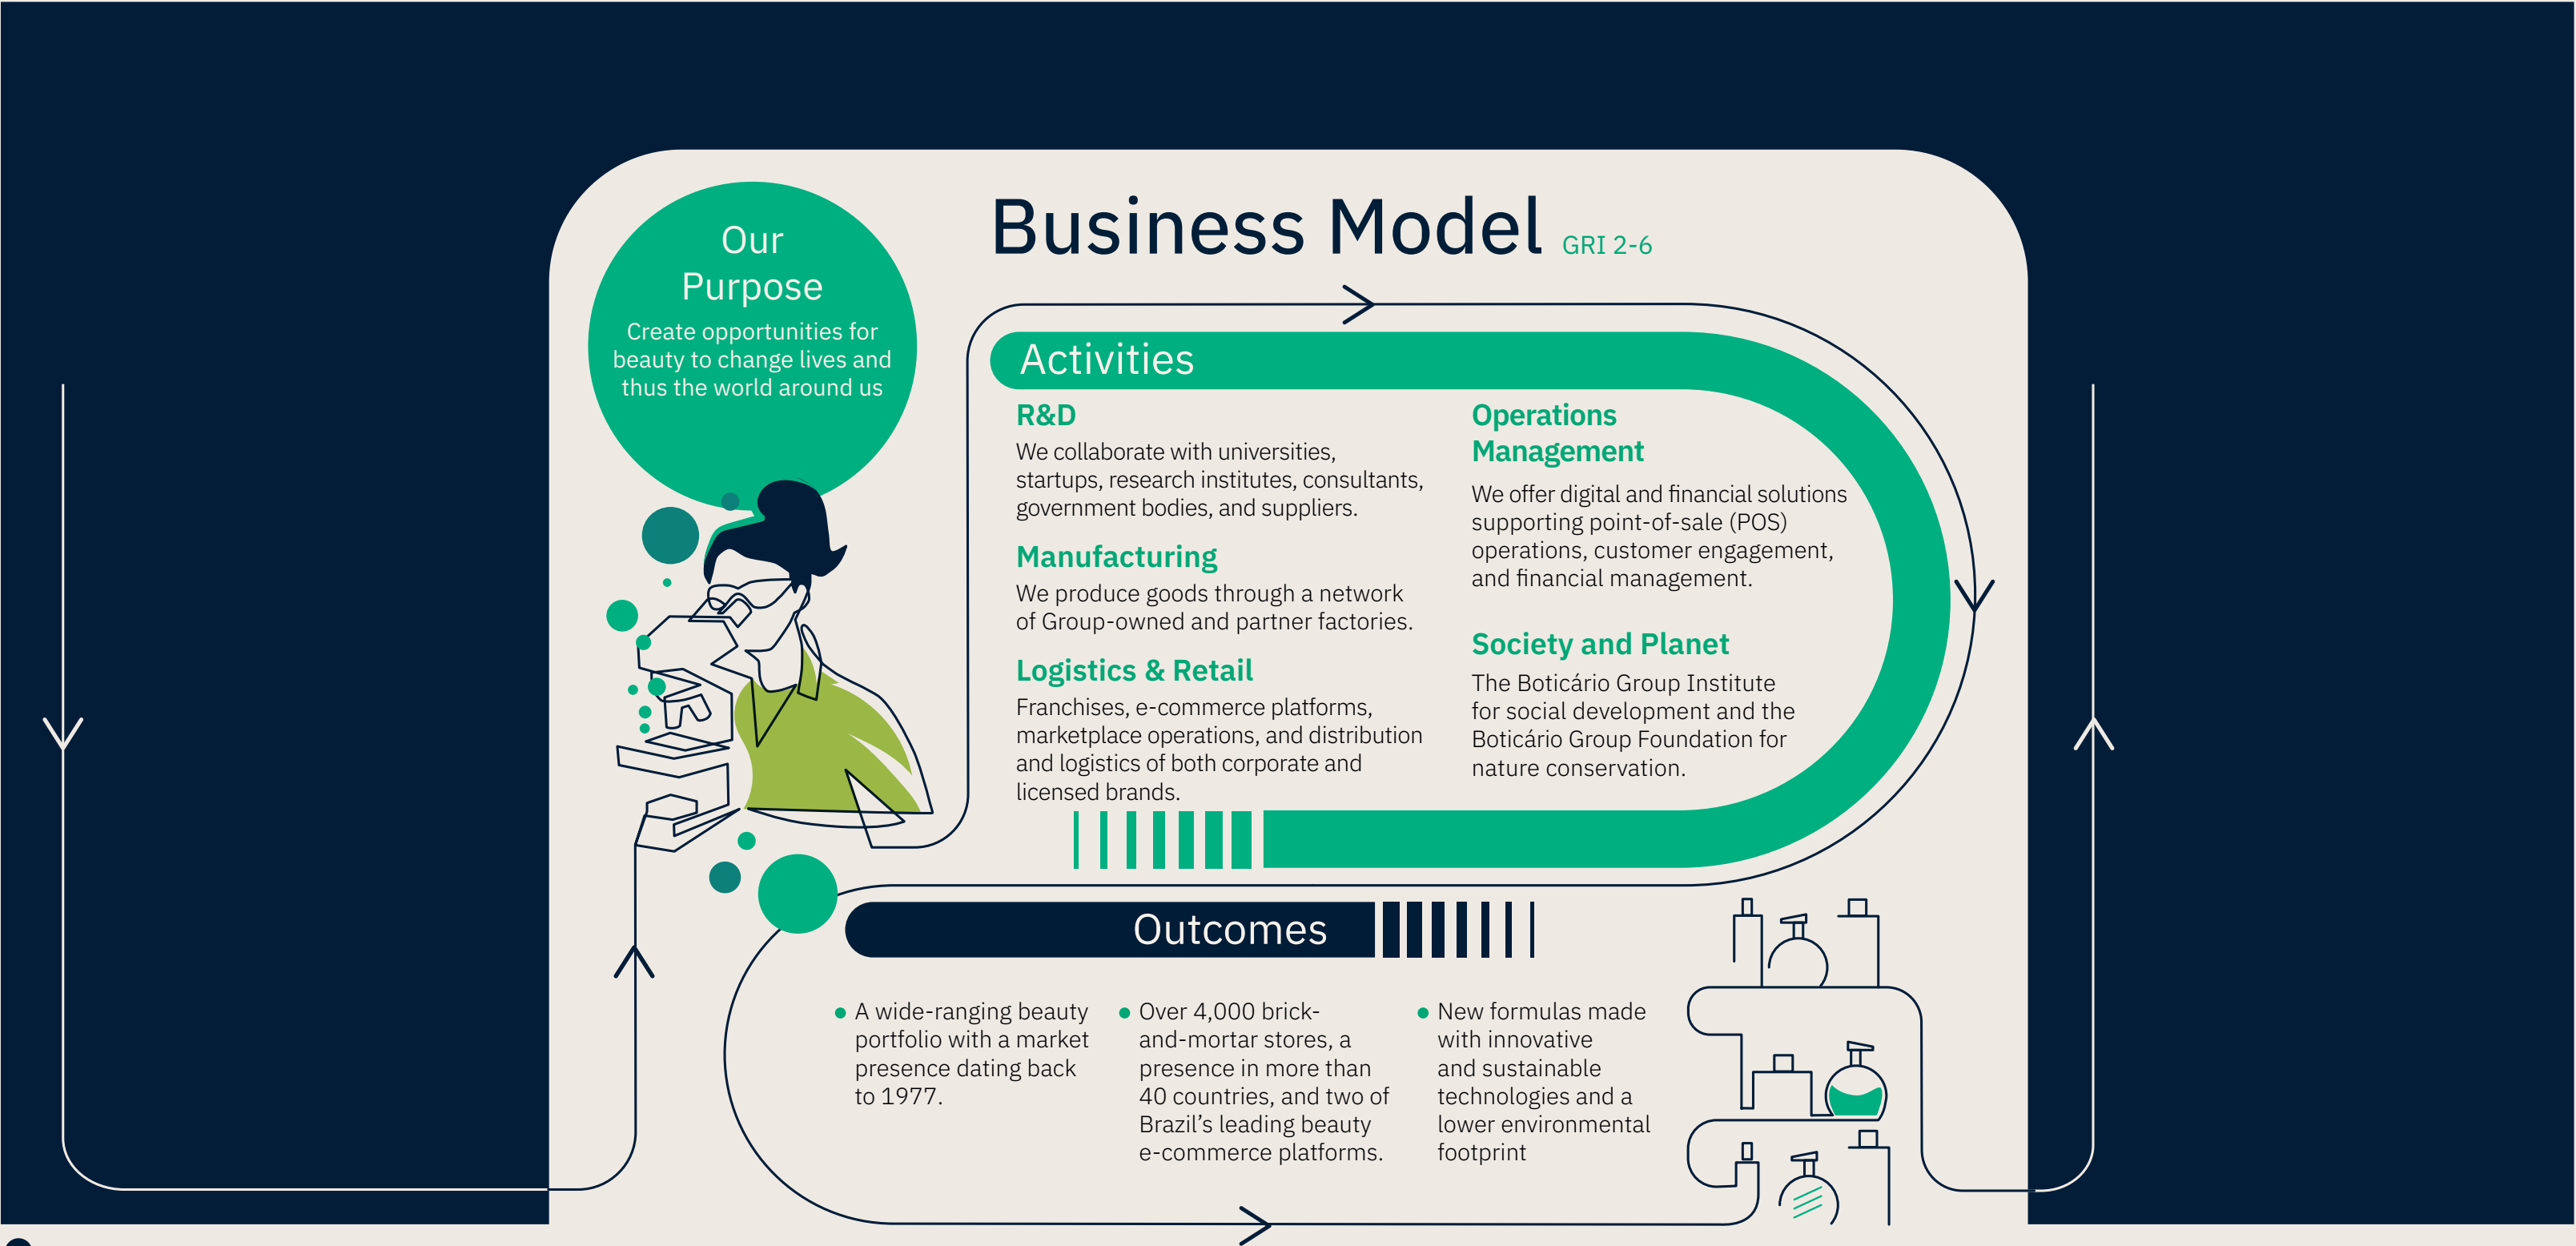 Our
Purpose
Create opportunities for
beauty to change lives and
thus the world around us
Business Model GRI 2-6
Activities
R&D
We collaborate with universities,
startups, research institutes, consultants,
government bodies, and suppliers.
Manufacturing
We produce goods through a network
of Group-owned and partner factories.
Logistics & Retail
Franchises, e-commerce platforms,
marketplace operations, and distribution
and logistics of both corporate and
licensed brands.
Operations
Management
We offer digital and financial solutions
supporting point-of-sale (POS)
operations, customer engagement,
and financial management.
Society and Planet
The Boticário Group Institute
for social development and the
Boticário Group Foundation for
nature conservation.
Outcomes
A wide-ranging beauty
portfolio with a market
presence dating back
to 1977.
Over 4,000 brick-
and-mortar stores, a
presence in more than
40 countries, and two of
Brazil’s leading beauty
e-commerce platforms.
New formulas made
with innovative
and sustainable
technologies and a
lower environmental
footprint